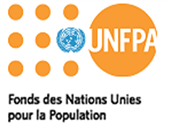 UNFPA
Fonds des Nations Unies
pour la Population